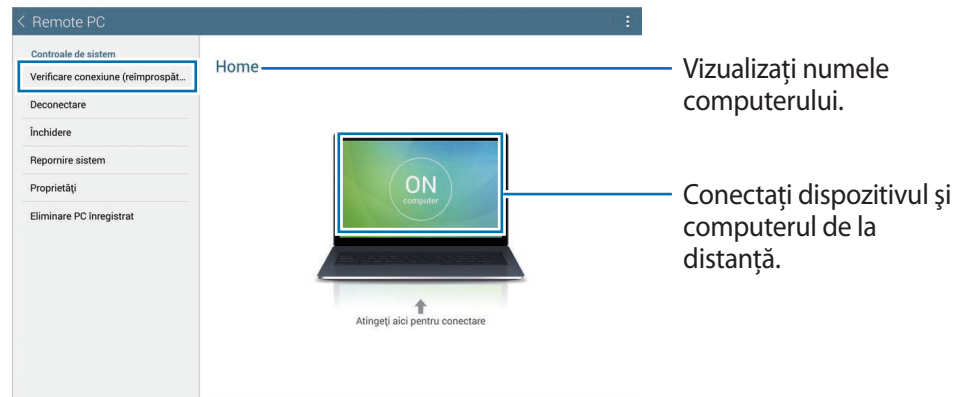 Remote PC
Controale de sistem
Verificare conexiune (reîmprospăt...
Deconectare
Închidere
Repornire sistem
Proprietăţi
Eliminare PC înregistrat
Home
ON
computer
Atingeţi aici pentru conectare
Vizualizaţi numele
computerului.
Conectaţi dispozitivul şi
computerul de la
distanţă.